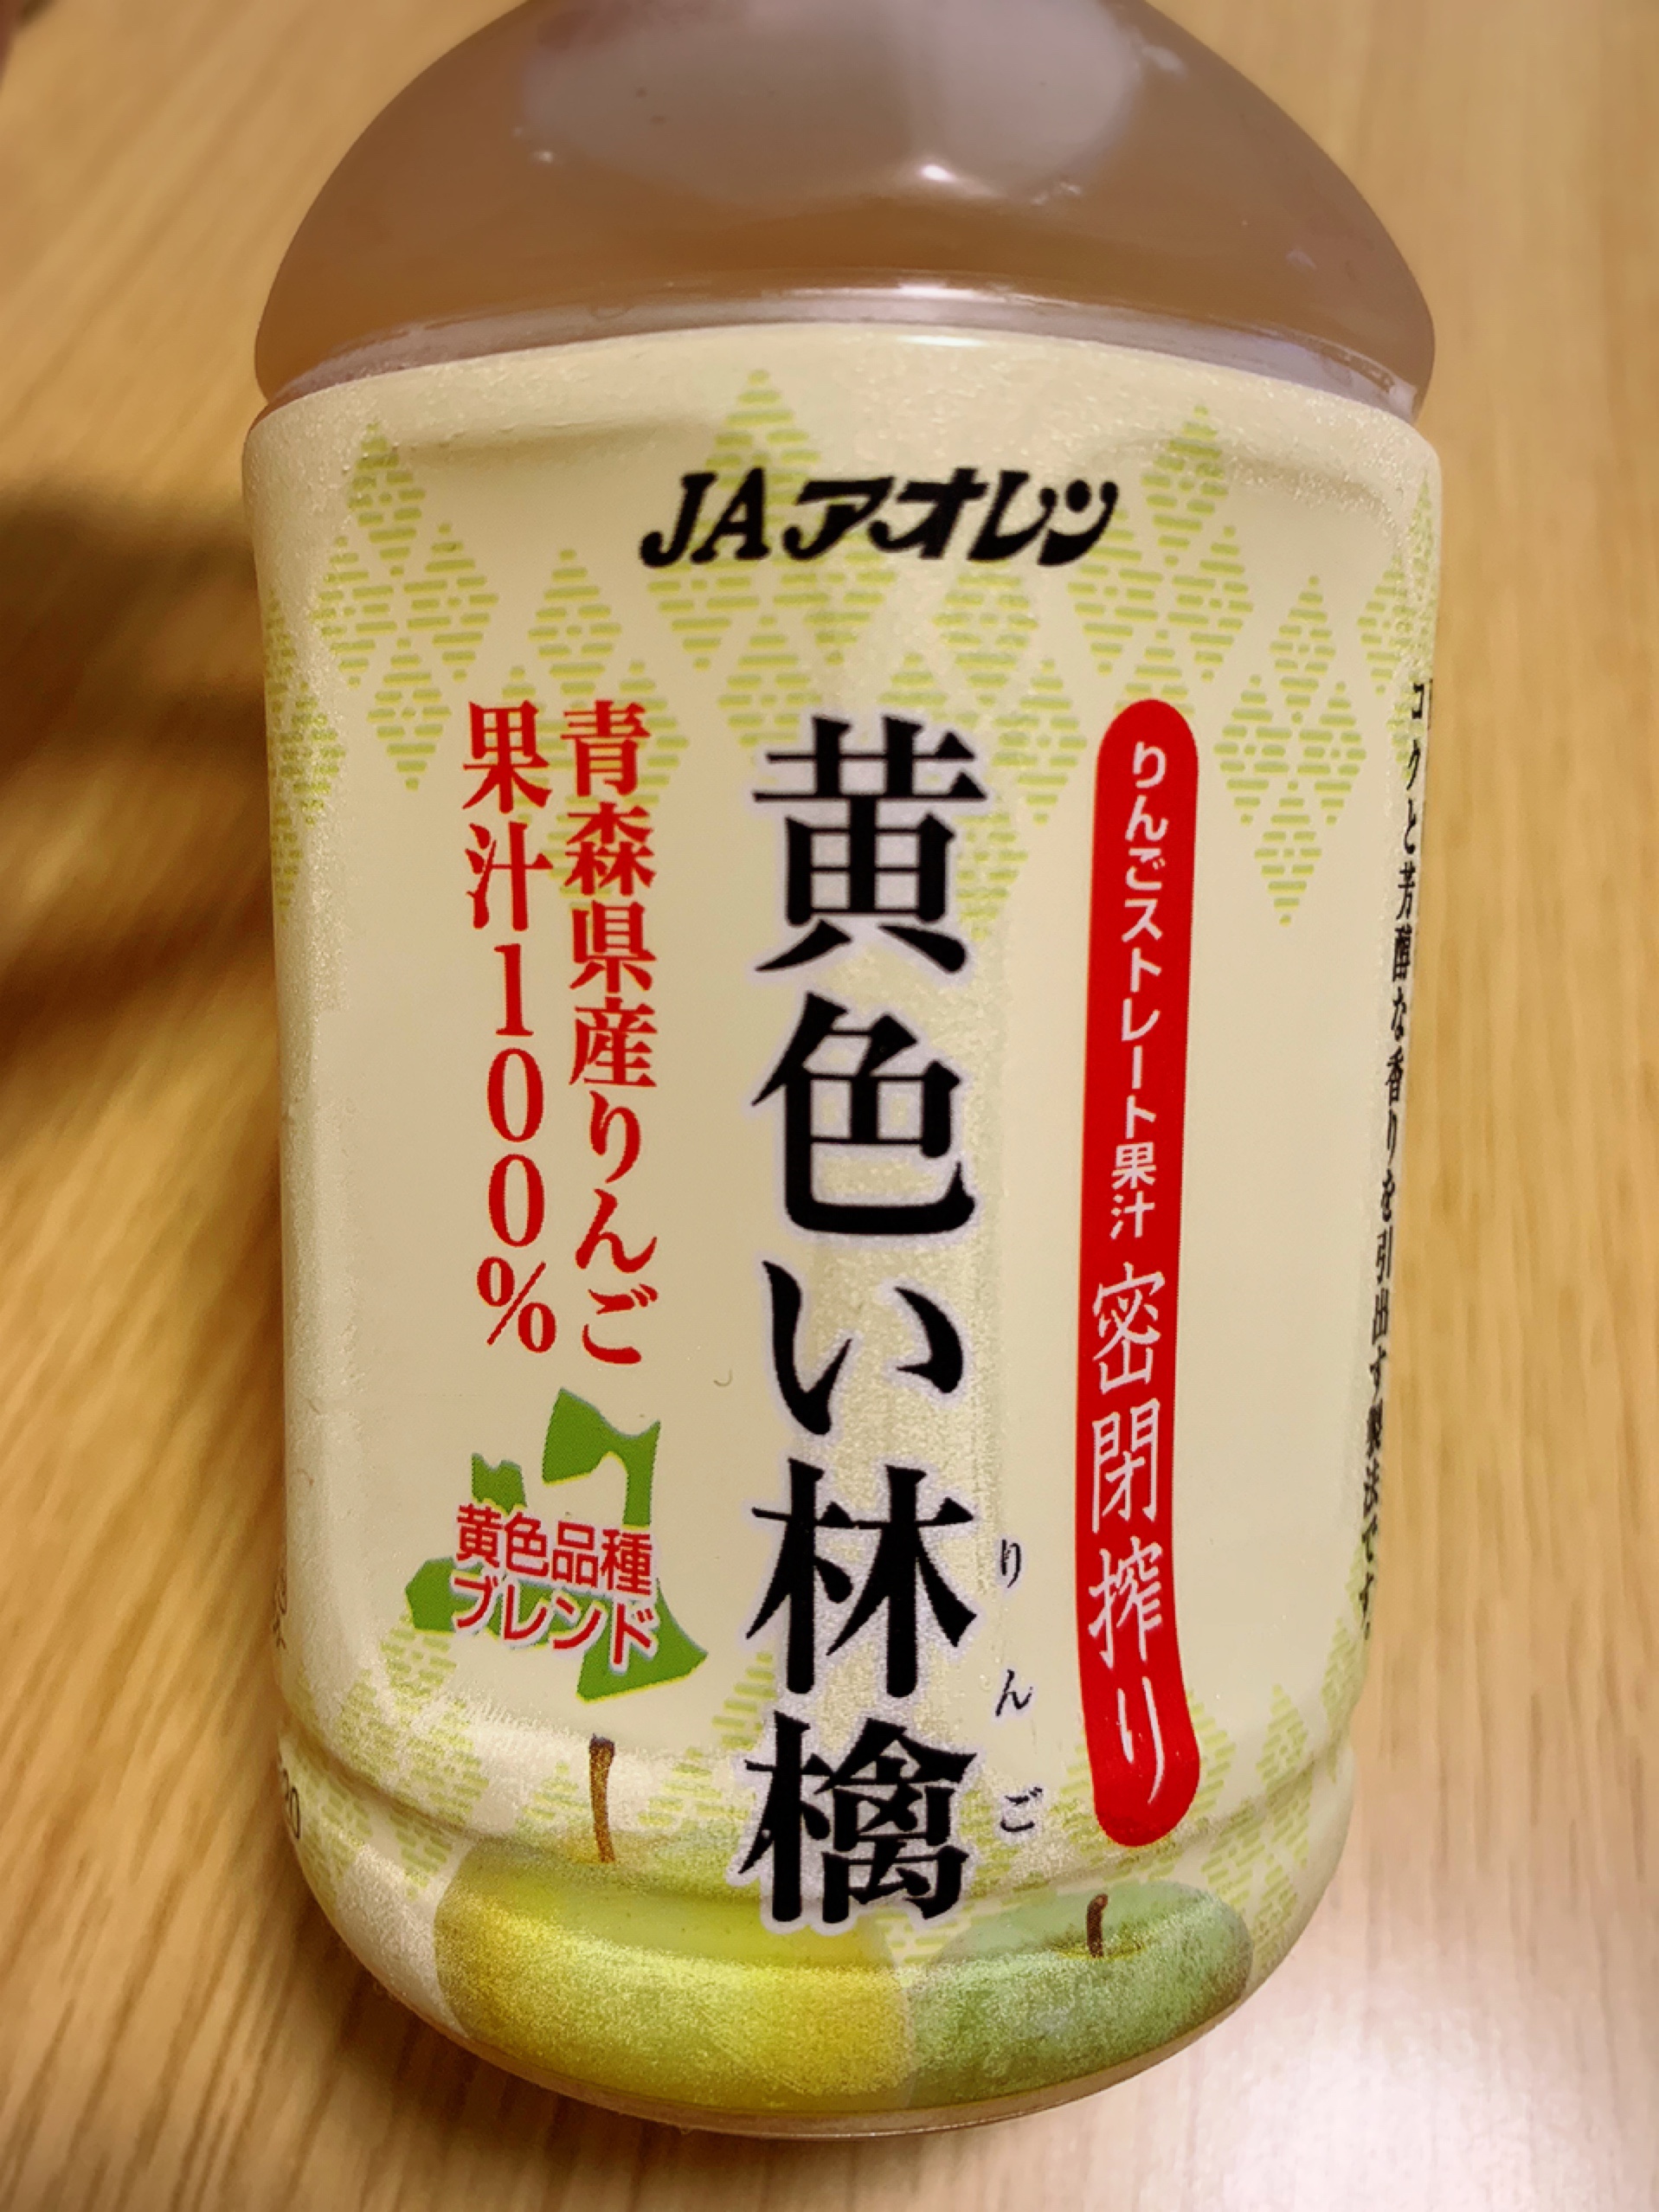 JAアオレン
コクと芳醇な香りを引出す製法です。
りんごストレート果汁 密閉搾り
黄色い林檎
りんご
青森県産りんご
果汁100%
黄色品種
ブレンド